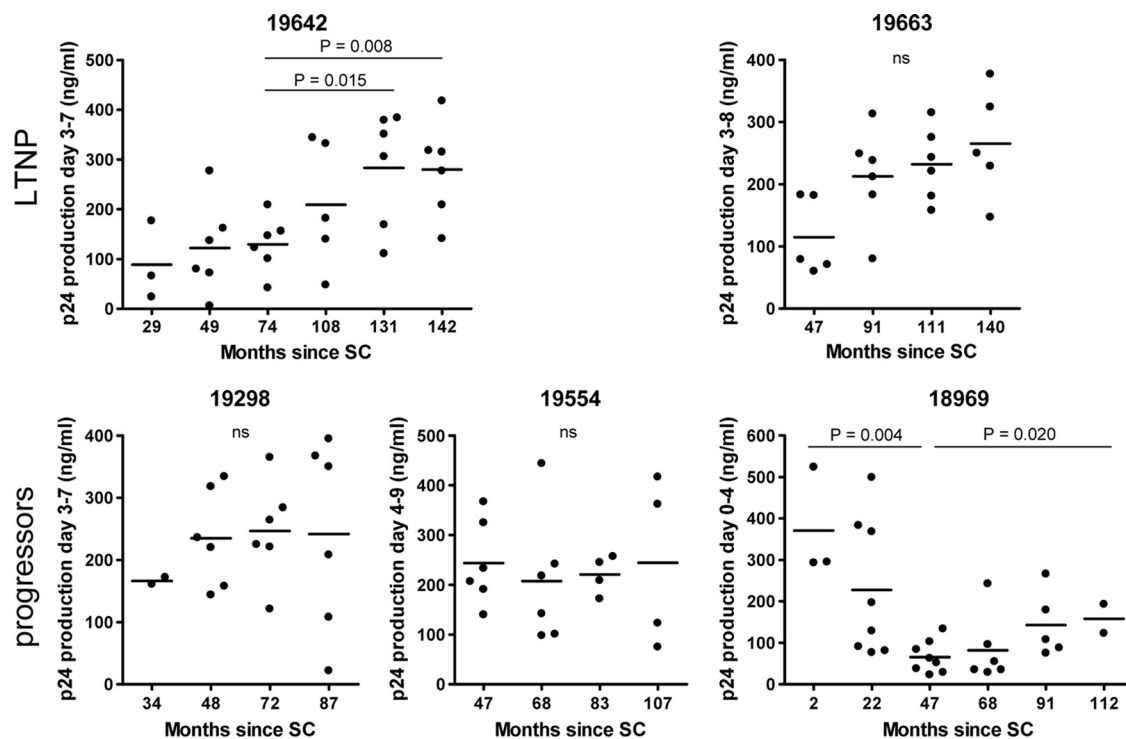 LTNP
19642
P = 0.008
P = 0.015
p24 production day 3-7 (ng/ml)
500
400
300
200
100
0
29 49 74 108 131 142
Months since SC
19663
ns
p24 production day 3-8 (ng/ml)
400
300
200
100
0
47 91 111 140
Months since SC
progressors
19298
ns
p24 production day 3-7 (ng/ml)
400
300
200
100
0
34 48 72 87
Months since SC
19554
ns
p24 production day 4-9 (ng/ml)
500
400
300
200
100
0
47 68 83 107
Months since SC
18969
P = 0.004 P = 0.020
p24 production day 0-4 (ng/ml)
600
500
400
300
200
100
0
2 22 47 68 91 112
Months since SC